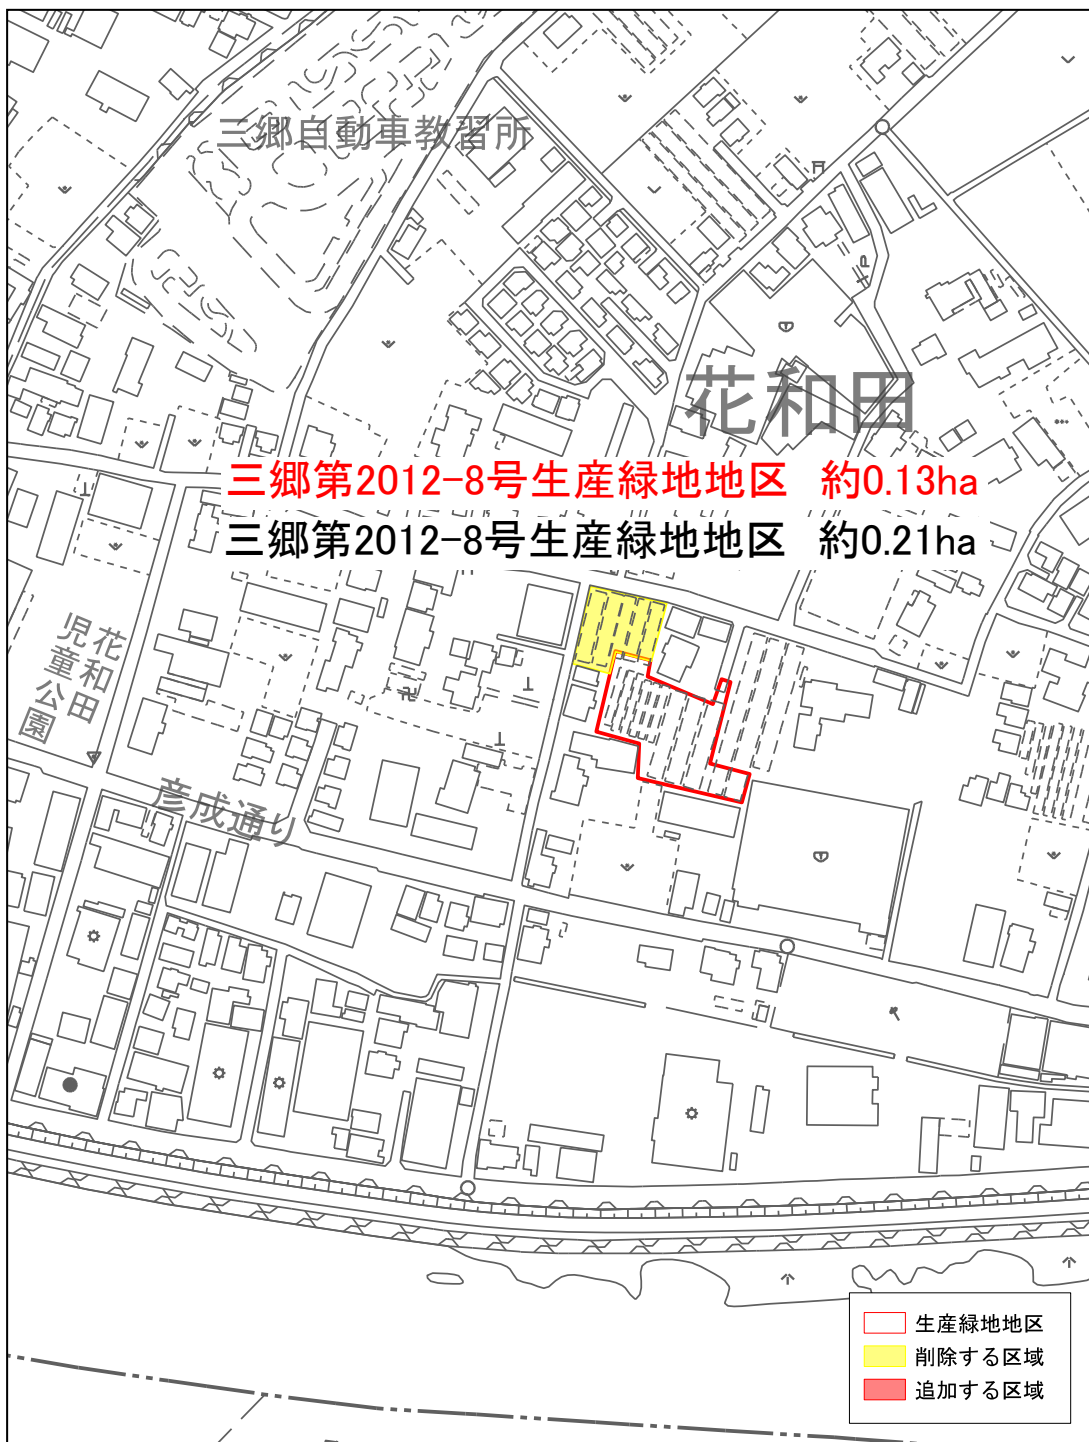 三郷自動車教習所
花和田
三郷第2012-8号生産緑地地区　約0.13ha
三郷第2012-8号生産緑地地区　約0.21ha
花和田
児童公園
彦成通り
生産緑地地区
削除する区域
追加する区域